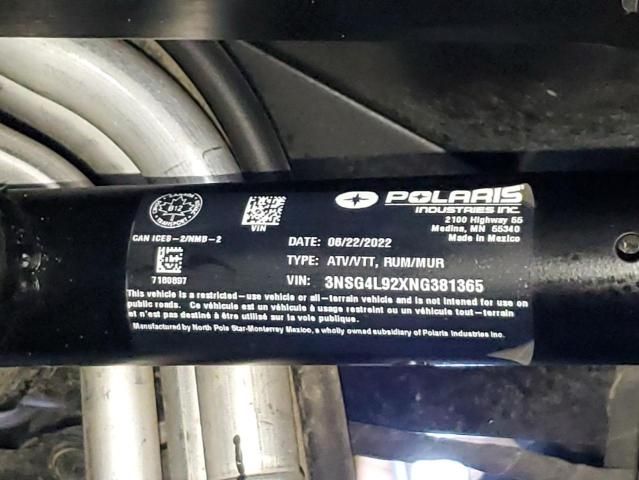 B12
TRANSPORT
CAN ICES-2/NMB-2
7180897
VIN
POLARIS
INDUSTRIES INC.
2100 Highway 55
Medina, MN 55340
Made in Mexico
DATE: 06/22/2022
TYPE: ATV/VTT, RUM/MUR
VIN: 3NSG4L92XNG381365
This vehicle is a restricted-use vehicle or all-terrain vehicle and is not intened for use on
public roads. Ce véhicule est un véhicule à usage restreint ou un véhicule tout-terrain
et n'est pas destiné à être utilisé sur la voie publique.
Manufactured by North Pole Star-Monterrey Mexico, a wholly owned subsidiary of Polaris Industries Inc.